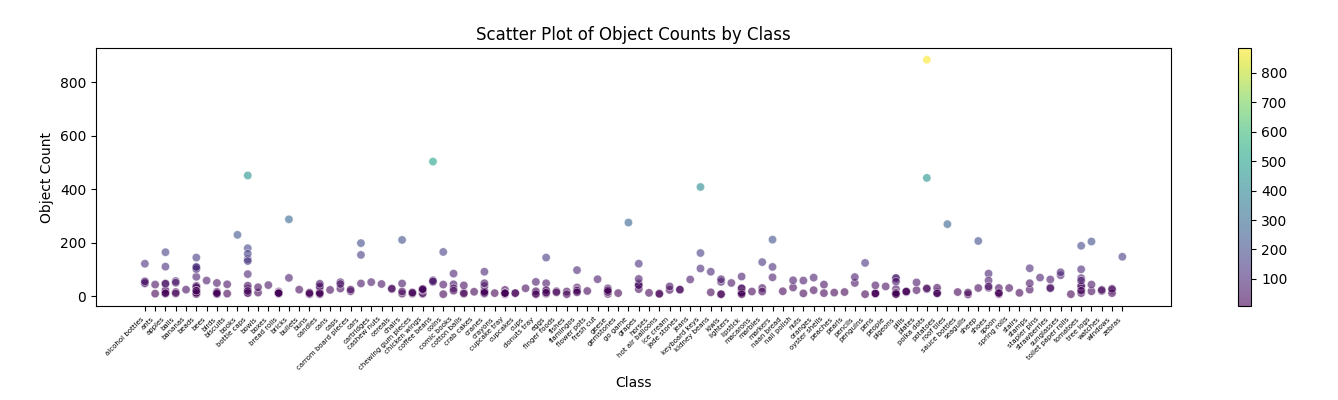 Scatter Plot of Object Counts by Class
Object Count
800
600
400
200
0
alcohol bottles
ants
apples
balls
bananas
beads
bees
birds
biscuits
books
bottle caps
bowls
boxes
bread rolls
bricks
bullets
buns
candles
cans
caps
carrom board pieces
cars
cartridges
cashew nuts
cereals
chairs
chewing gum pieces
chicken wings
coffee beans
coins
comic books
cotton balls
crab cakes
cranes
crayons
cupcake tray
cupcakes
cups
donuts tray
eggs
finger foods
fishes
flamingos
flower pots
fresh cut
geese
gemstones
go game
grapes
horses
hot air balloons
ice cream
jade stones
jeans
keyboard keys
kidney beans
kiwis
lighters
lipstick
macarons
marbles
markers
naan bread
nail polish
nuts
oranges
oyster shells
peaches
pearls
pencils
penguins
pens
people
pigeons
pills
plates
polka dots
potatoes
roof tiles
sauce bottles
seagulls
sheep
shoes
spoon
spring rolls
stairs
stamps
stapler pins
strawberries
sunglasses
toilet paper rolls
tomatoes
tree logs
watches
windows
zebras
Class
800
700
600
500
400
300
200
100